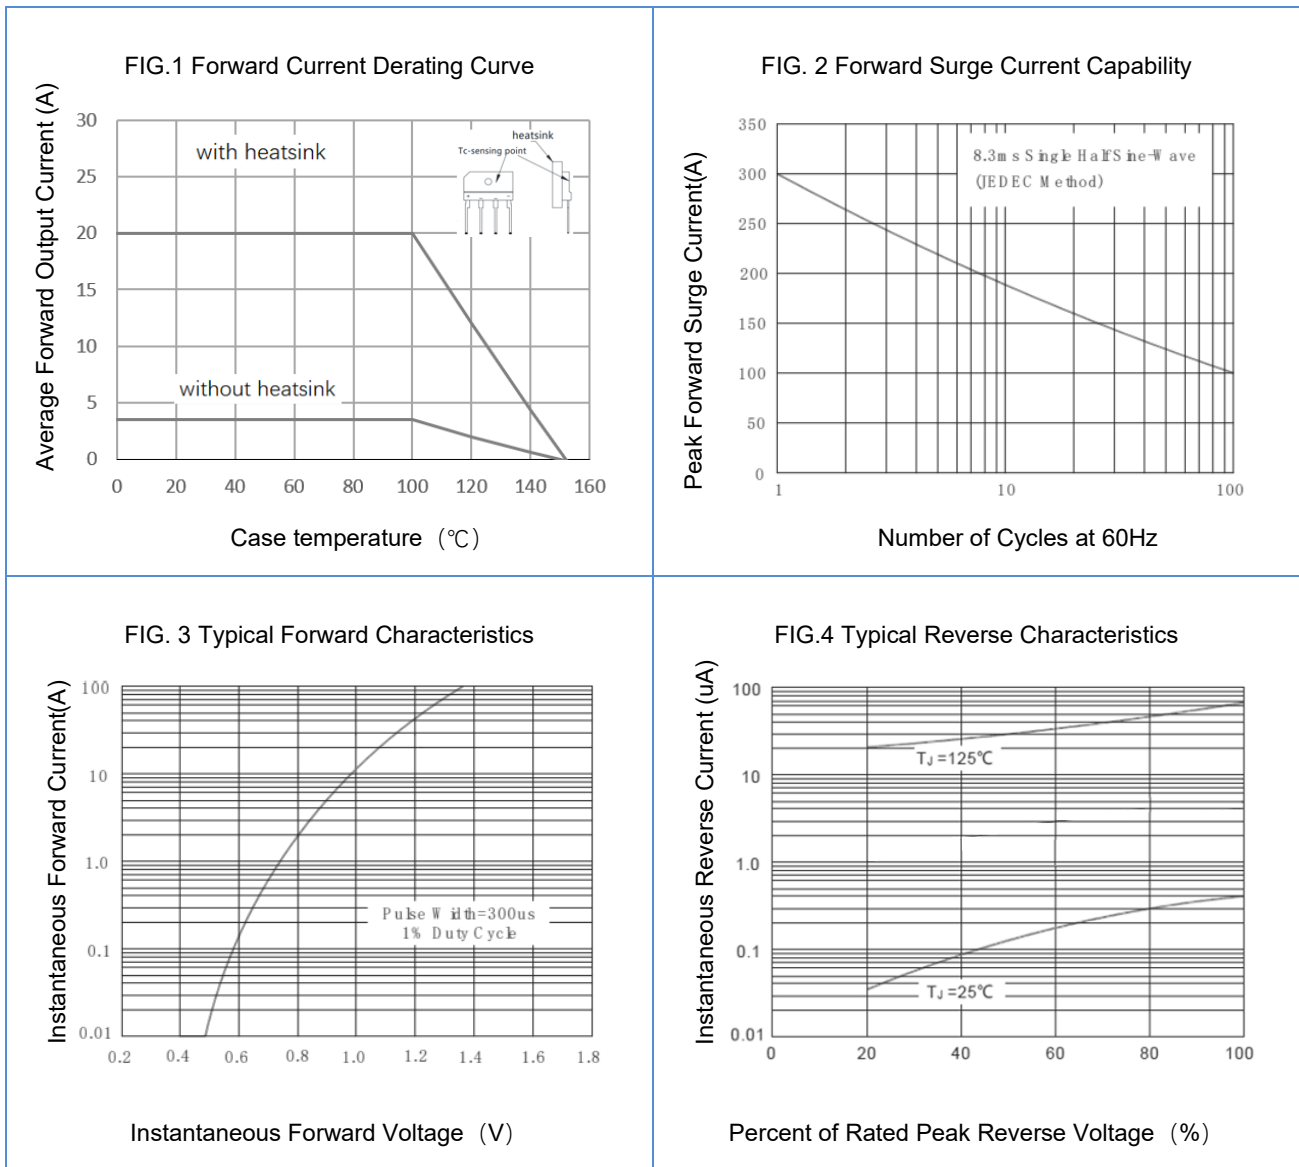 FIG.1 Forward Current Derating Curve
Average Forward Output Current (A)
30
25
20
15
10
5
0
with heatsink
without heatsink
heatsink
Tc-sensing point
0 20 40 60 80 100 120 140 160
Case temperature （℃）
FIG. 2 Forward Surge Current Capability
Peak Forward Surge Current(A)
350
300
250
200
150
100
50
0
8.3ms Single Half Sine-Wave
(JEDEC Method)
1 10 100
Number of Cycles at 60Hz
FIG. 3 Typical Forward Characteristics
Instantaneous Forward Current(A)
100
10
1.0
0.1
0.01
Pulse Width=300us
1% Duty Cycle
0.2 0.4 0.6 0.8 1.0 1.2 1.4 1.6 1.8
Instantaneous Forward Voltage （V）
FIG.4 Typical Reverse Characteristics
Instantaneous Reverse Current (uA)
100
10
1.0
0.1
0.01
TJ=125℃
TJ=25℃
0 20 40 60 80 100
Percent of Rated Peak Reverse Voltage （%）